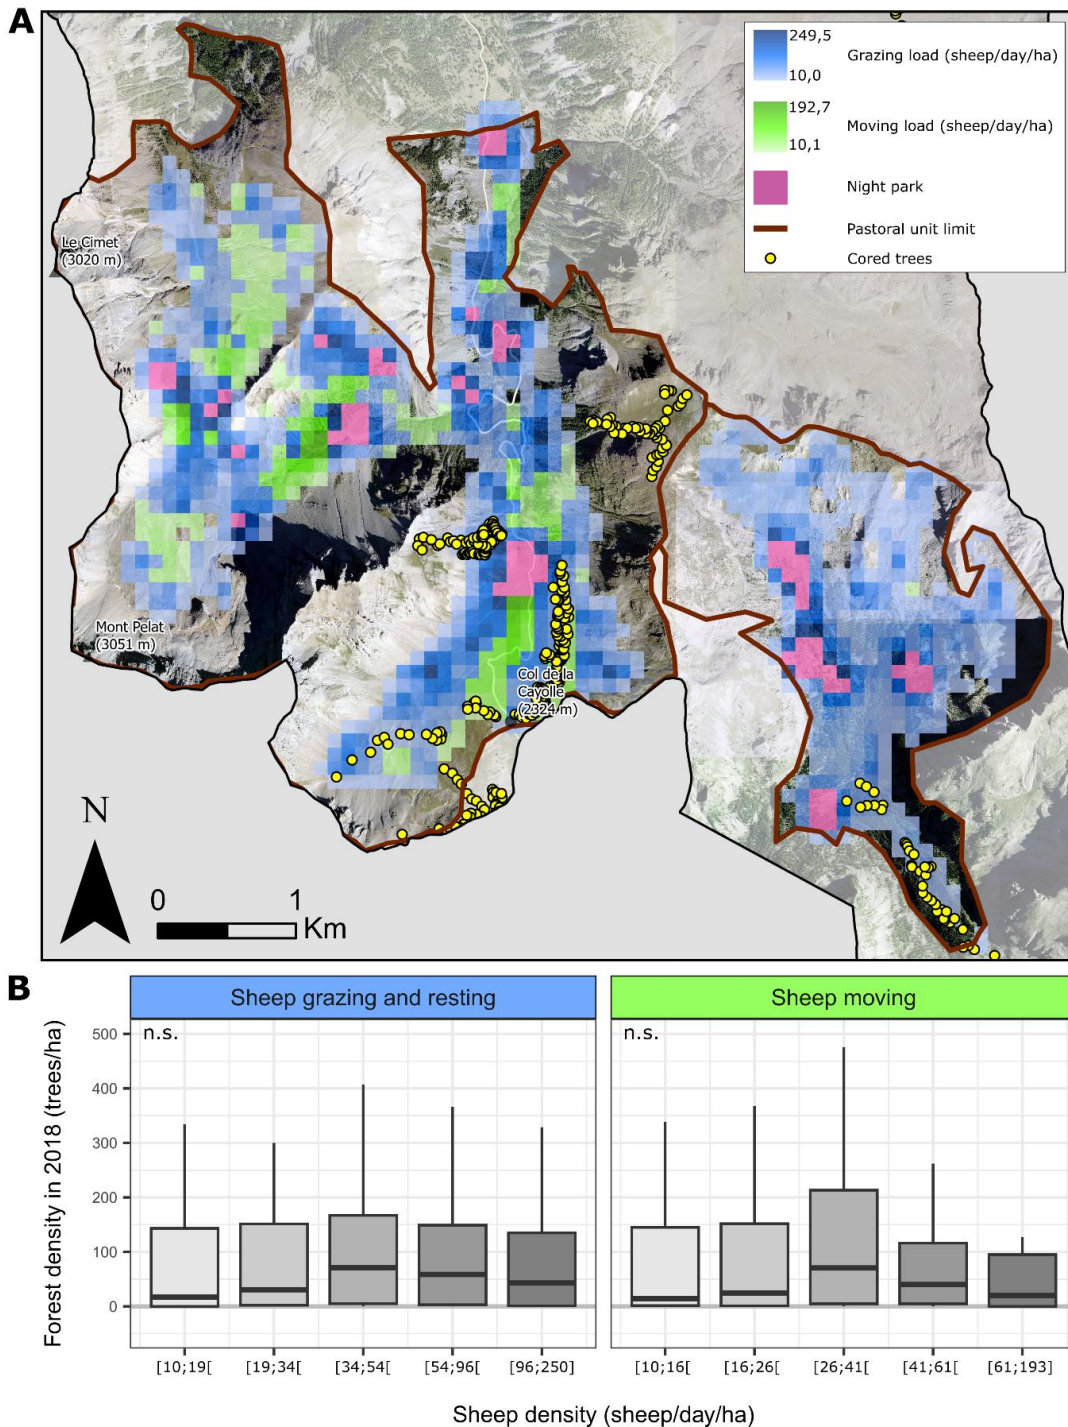 A
249,5
10,0
Grazing load (sheep/day/ha)
192,7
10,1
Moving load (sheep/day/ha)
Night park
Pastoral unit limit
Cored trees
Le Cimet
(3020 m)
Mont Pelat
(3051 m)
Col de la
Cayolle
(2324 m)
N
0 1
Km
B
Sheep grazing and resting
Sheep moving
n.s.
n.s.
Forest density in 2018 (trees/ha)
500
400
300
200
100
0
[10;19[ [19;34[ [34;54[ [54;96[ [96;250] [10;16[ [16;26[ [26;41[ [41;61[ [61;193]
Sheep density (sheep/day/ha)